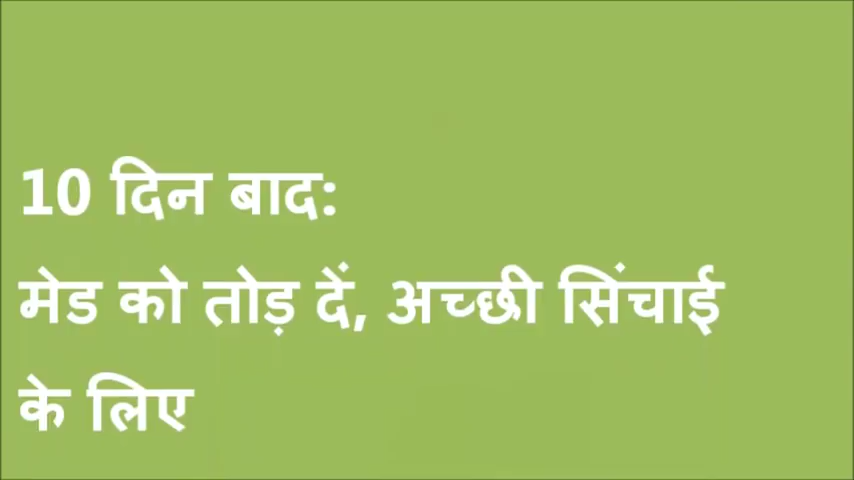 10 दिन बाद:
मेड को तोड़ दें, अच्छी सिंचाई
के लिए